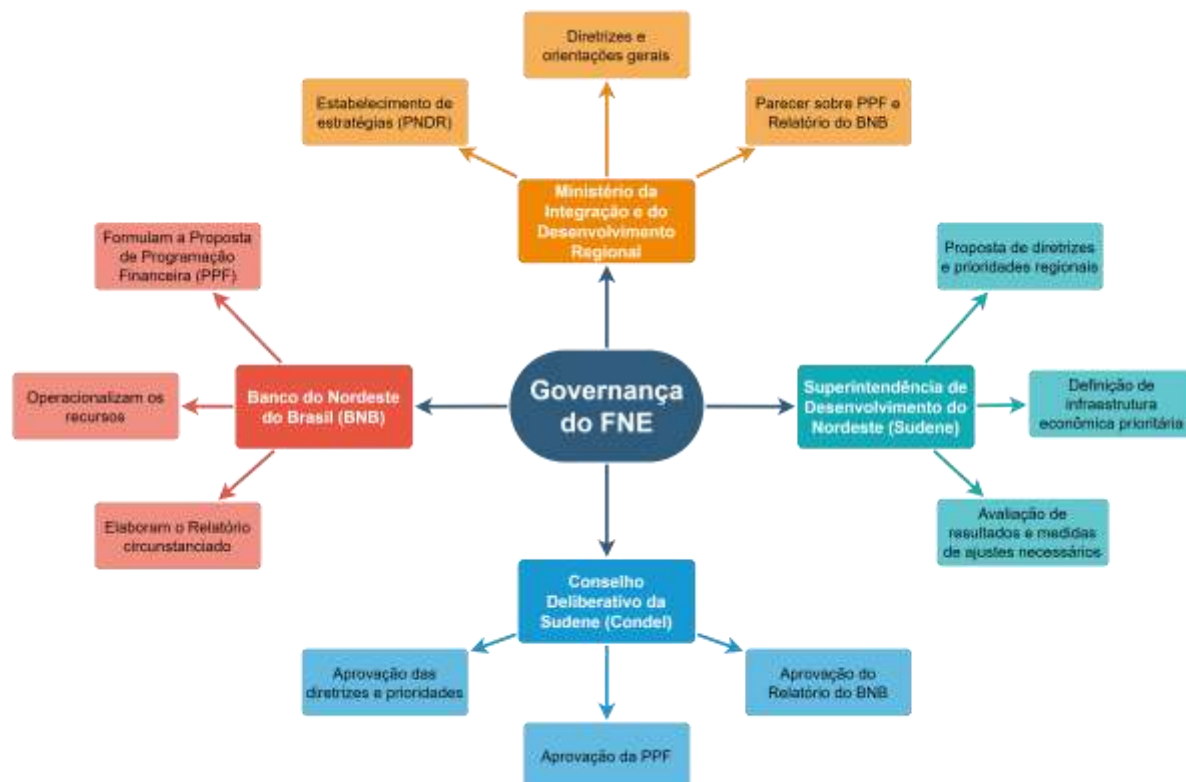 Diretrizes e
orientações gerais
Estabelecimento de
estratégias (PNDR)
Parecer sobre PPF e
Relatório do BNB
Ministério da
Integração e do
Desenvolvimento
Regional
Formulam a Proposta
de Programação
Financeira (PPF)
Proposta de diretrizes
e prioridades regionais
Operacionalizam os
recursos
Banco do Nordeste
do Brasil (BNB)
Governança
do FNE
Superintendência de
Desenvolvimento do
Nordeste (Sudene)
Definição de
infraestrutura
econômica prioritária
Elaboram o Relatório
circunstanciado
Avaliação de
resultados e medidas
de ajustes necessários
Conselho
Deliberativo da
Sudene (Condel)
Aprovação das
diretrizes e prioridades
Aprovação do
Relatório do BNB
Aprovação da PPF